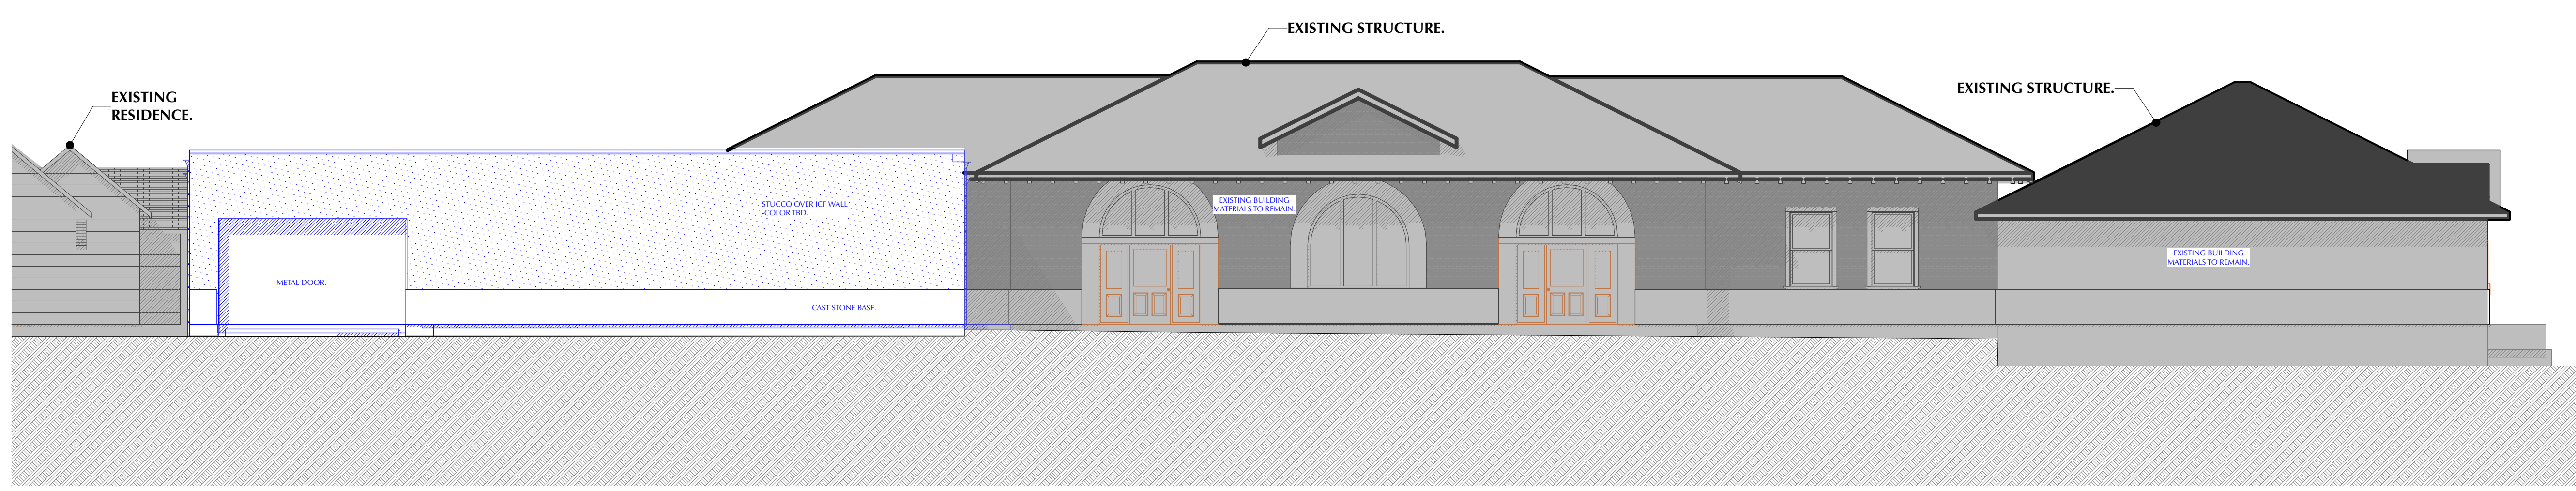 EXISTING STRUCTURE.
EXISTING
RESIDENCE.
EXISTING STRUCTURE.
STUCCO OVER ICF WALL
-COLOR TBD.
EXISTING BUILDING
MATERIALS TO REMAIN.
EXISTING BUILDING
MATERIALS TO REMAIN.
METAL DOOR.
CAST STONE BASE.